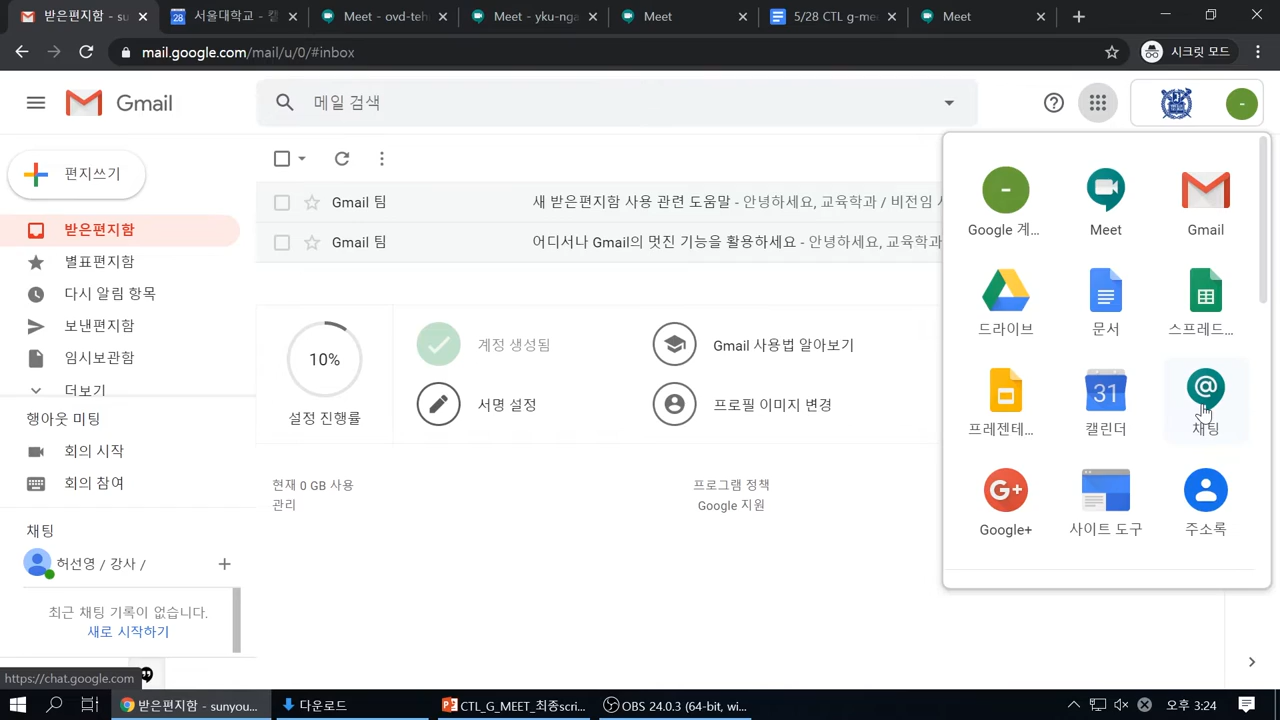 받은편지함 - su
서울대학교 - 캘
Meet - ovd-teh
Meet - yku-nga
Meet
5/28 CTL g-me
Meet
mail.google.com/mail/u/0/#inbox
시크릿 모드
Gmail
메일 검색
편지쓰기
받은편지함
별표편지함
다시 알림 항목
보낸편지함
임시보관함
더보기
행아웃 미팅
회의 시작
회의 참여
채팅
허선영 / 강사 /
최근 채팅 기록이 없습니다.
새로 시작하기
Gmail 팀
새 받은편지함 사용 관련 도움말 - 안녕하세요, 교육학과 / 비전임 시
Gmail 팀
어디서나 Gmail의 멋진 기능을 활용하세요 - 안녕하세요, 교육학과
10%
설정 진행률
계정 생성됨
서명 설정
Gmail 사용법 알아보기
프로필 이미지 변경
현재 0 GB 사용
관리
프로그램 정책
Google 지원
Google 계...
Meet
Gmail
드라이브
문서
스프레드...
프레젠테...
31
캘린더
채팅
G+
Google+
사이트 도구
주소록
https://chat.google.com
받은편지함 - sunyou...
다운로드
CTL_G_MEET_최종scri...
OBS 24.0.3 (64-bit, wi...
오후 3:24